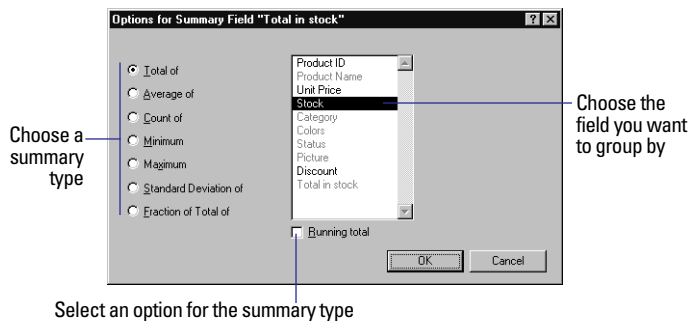 Options for Summary Field "Total in stock"
Total of
Average of
Count of
Minimum
Maximum
Standard Deviation of
Fraction of Total of
Product ID
Product Name
Unit Price
Stock
Category
Colors
Status
Picture
Discount
Total in stock
Running total
OK
Cancel
Choose a
summary
type
Choose the
field you want
to group by
Select an option for the summary type